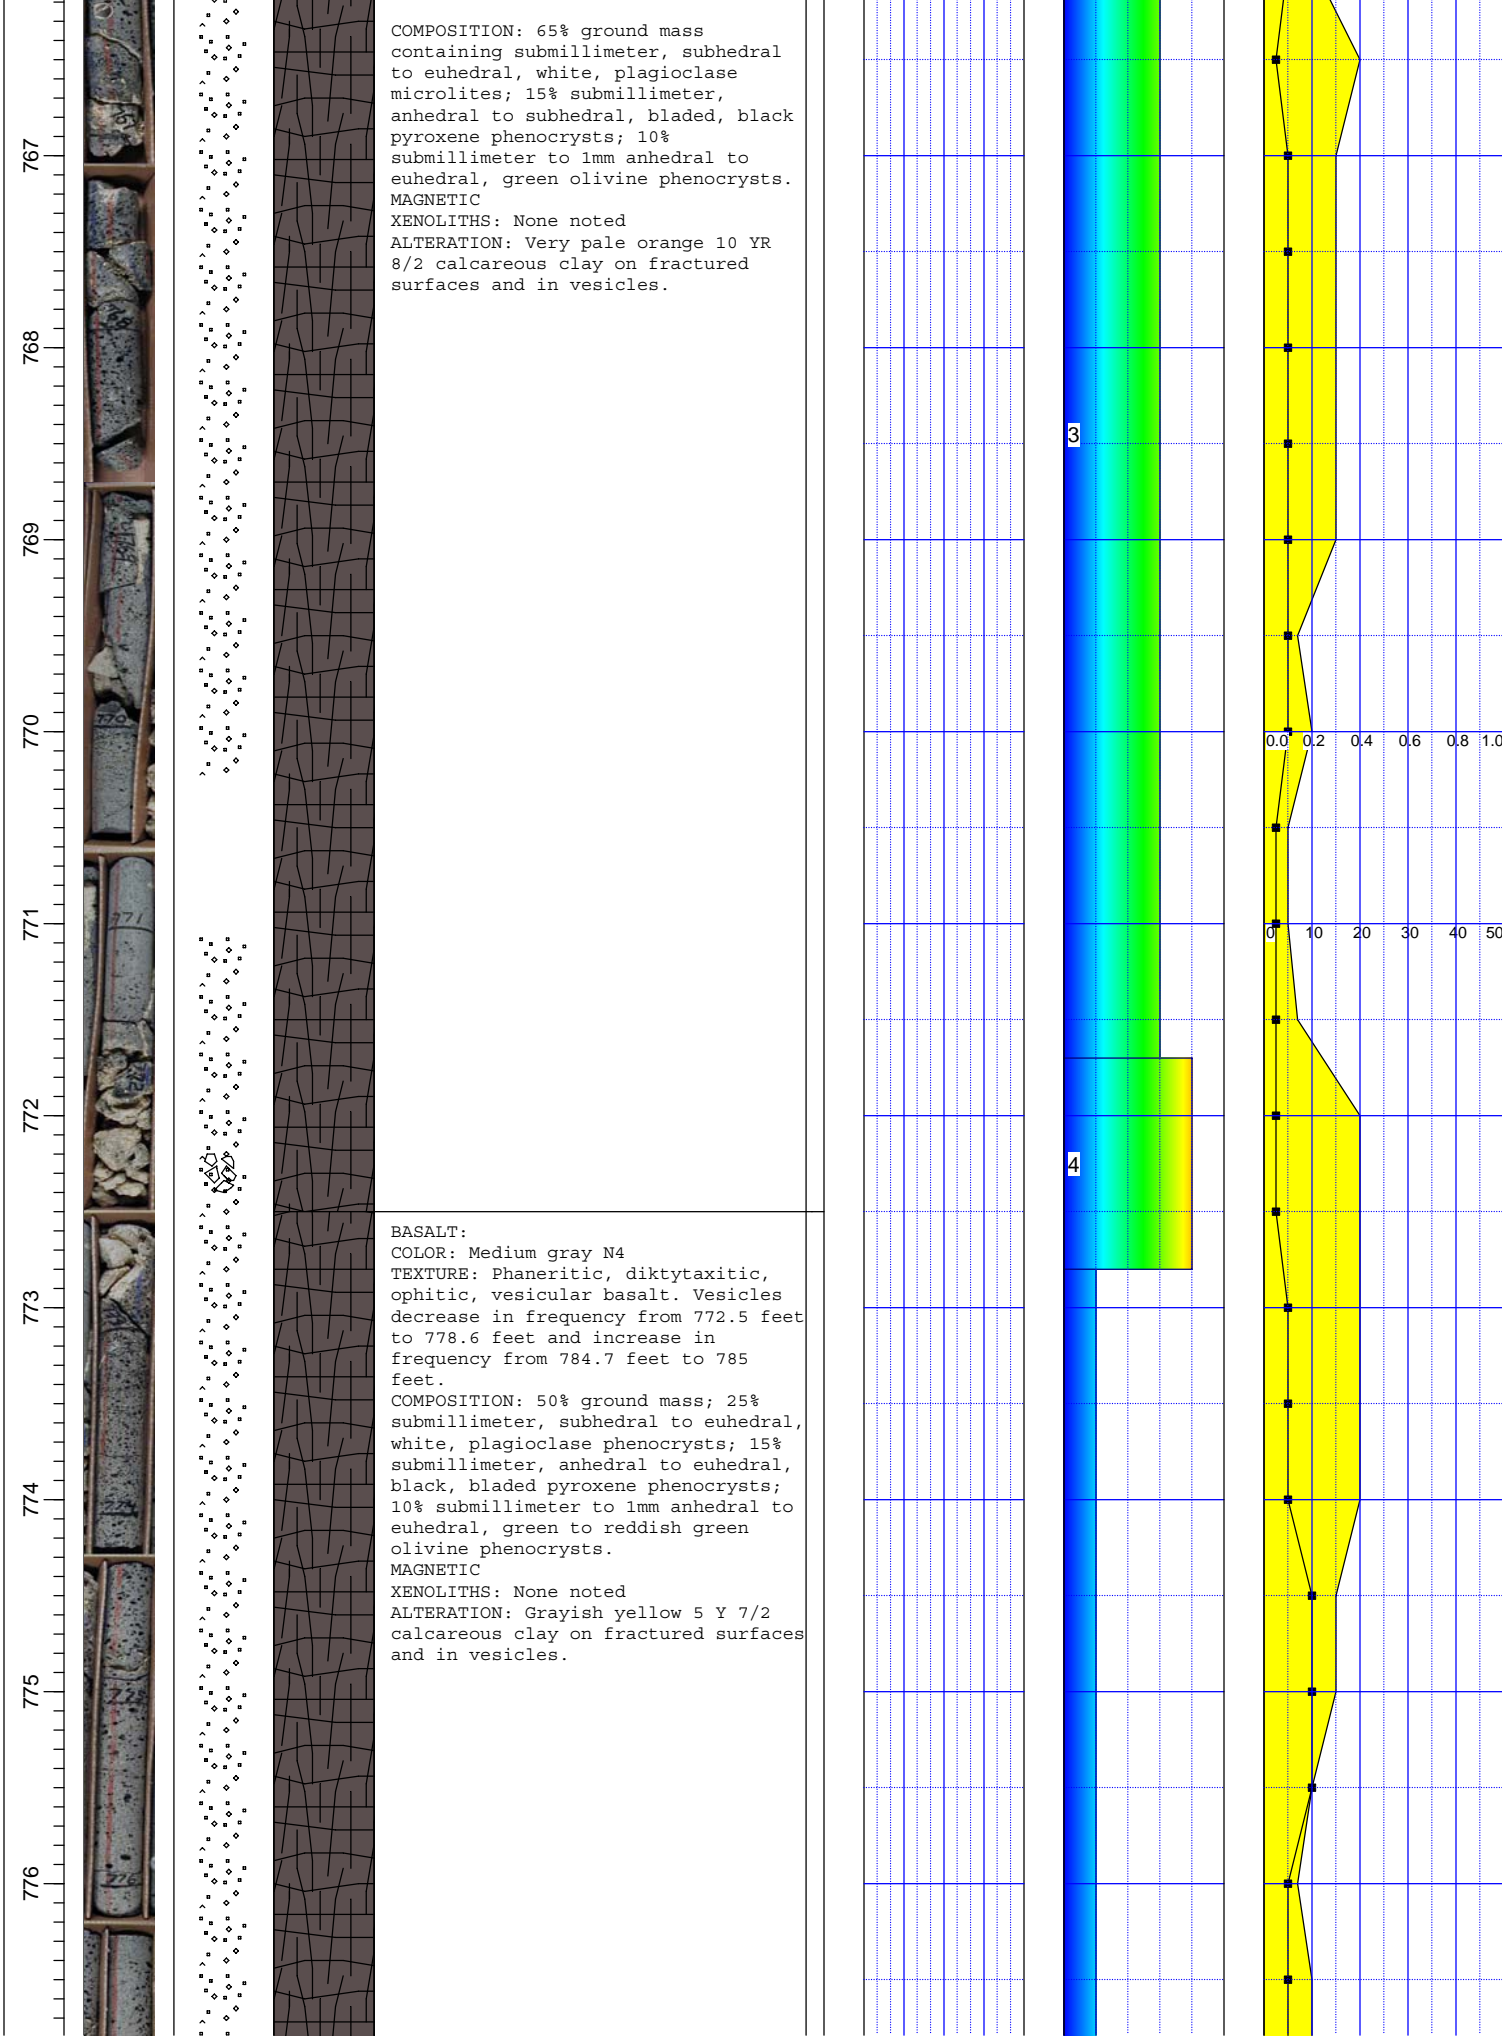 COMPOSITION: 65% ground mass
containing submillimeter, subhedral
to euhedral, white, plagioclase
microlites; 15% submillimeter,
anhedral to subhedral, bladed, black
pyroxene phenocrysts; 10%
submillimeter to 1mm anhedral to
euhedral, green olivine phenocrysts.
MAGNETIC
XENOLITHS: None noted
ALTERATION: Very pale orange 10 YR
8/2 calcareous clay on fractured
surfaces and in vesicles.
767
768
3
769
770
770
0.0 0.2 0.4 0.6 0.8 1.0
771
771
0 10 20 30 40 50
772
4
BASALT:
COLOR: Medium gray N4
TEXTURE: Phaneritic, diktytaxitic,
ophitic, vesicular basalt. Vesicles
decrease in frequency from 772.5 feet
to 778.6 feet and increase in
frequency from 784.7 feet to 785
feet.
COMPOSITION: 50% ground mass; 25%
submillimeter, subhedral to euhedral,
white, plagioclase phenocrysts; 15%
submillimeter, anhedral to euhedral,
black, bladed pyroxene phenocrysts;
10% submillimeter to 1mm anhedral to
euhedral, green to reddish green
olivine phenocrysts.
MAGNETIC
XENOLITHS: None noted
ALTERATION: Grayish yellow 5 Y 7/2
calcareous clay on fractured surfaces
and in vesicles.
773
774
775
776
776